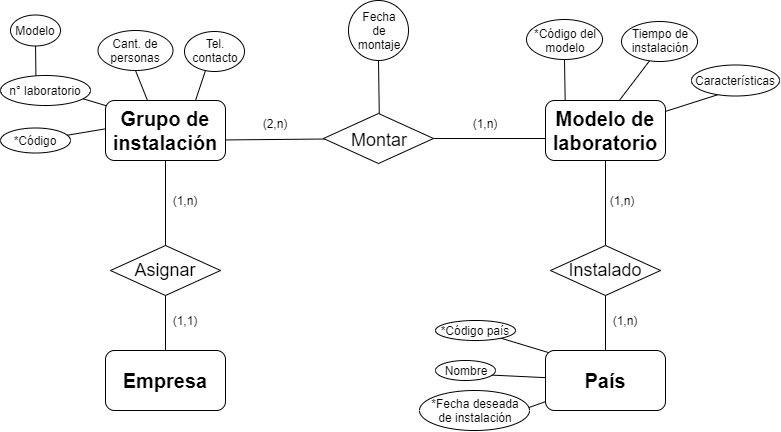 Fecha de
montaje
Modelo
Cant. de
personas
Tel.
contacto
*Código del
modelo
Tiempo de
instalación
Características
n° laboratorio
*Código
Grupo de
instalación
(2,n)
Montar
(1,n)
Modelo de
laboratorio
(1,n)
(1,n)
Asignar
Instalado
(1,1)
(1,n)
*Código país
Nombre
*Fecha deseada
de instalación
Empresa
País